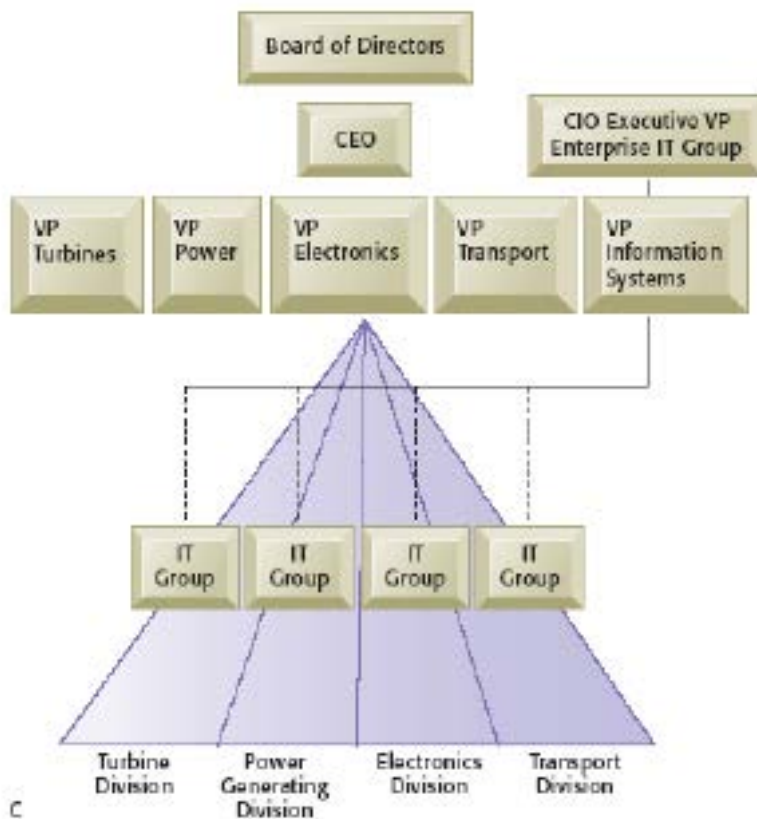 Board of Directors
CEO
CIO Executive VP
Enterprise IT Group
VP
Turbines
VP
Power
VP
Electronics
VP
Transport
VP
Information
Systems
IT
Group
IT
Group
IT
Group
IT
Group
Turbine
Division
Power
Generating
Division
Electronics
Division
Transport
Division
C